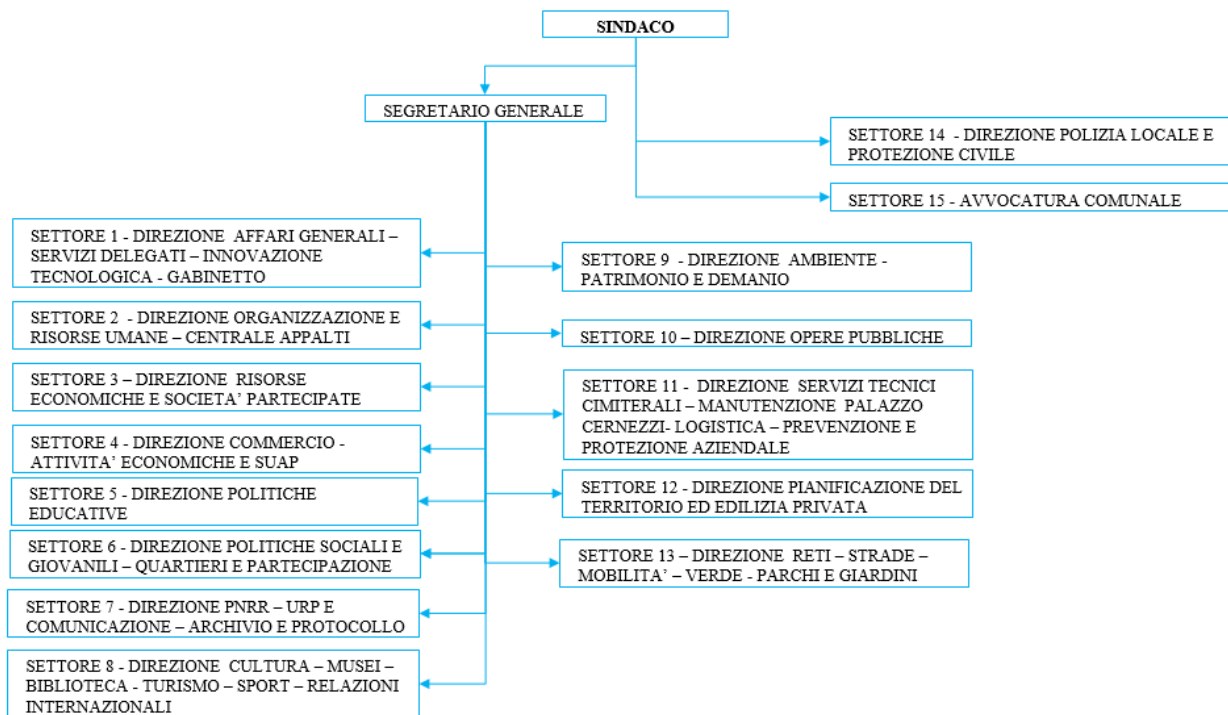 SINDACO
SEGRETARIO GENERALE
SETTORE 14 - DIREZIONE POLIZIA LOCALE E
PROTEZIONE CIVILE
SETTORE 15 - AVVOCATURA COMUNALE
SETTORE 1 - DIREZIONE AFFARI GENERALI –
SERVIZI DELEGATI – INNOVAZIONE
TECNOLOGICA - GABINETTO
SETTORE 2 - DIREZIONE ORGANIZZAZIONE E
RISORSE UMANE – CENTRALE APPALTI
SETTORE 3 – DIREZIONE RISORSE
ECONOMICHE E SOCIETA’ PARTECIPATE
SETTORE 4 - DIREZIONE COMMERCIO -
ATTIVITA’ ECONOMICHE E SUAP
SETTORE 5 - DIREZIONE POLITICHE
EDUCATIVE
SETTORE 6 - DIREZIONE POLITICHE SOCIALI E
GIOVANILI – QUARTIERI E PARTECIPAZIONE
SETTORE 7 - DIREZIONE PNRR – URP E
COMUNICAZIONE – ARCHIVIO E PROTOCOLLO
SETTORE 8 - DIREZIONE CULTURA – MUSEI –
BIBLIOTECA - TURISMO – SPORT – RELAZIONI
INTERNAZIONALI
SETTORE 9 - DIREZIONE AMBIENTE -
PATRIMONIO E DEMANIO
SETTORE 10 – DIREZIONE OPERE PUBBLICHE
SETTORE 11 - DIREZIONE SERVIZI TECNICI
CIMITERALI – MANUTENZIONE PALAZZO
CERNEZZI- LOGISTICA – PREVENZIONE E
PROTEZIONE AZIENDALE
SETTORE 12 - DIREZIONE PIANIFICAZIONE DEL
TERRITORIO ED EDILIZIA PRIVATA
SETTORE 13 – DIREZIONE RETI – STRADE –
MOBILITA’ – VERDE - PARCHI E GIARDINI